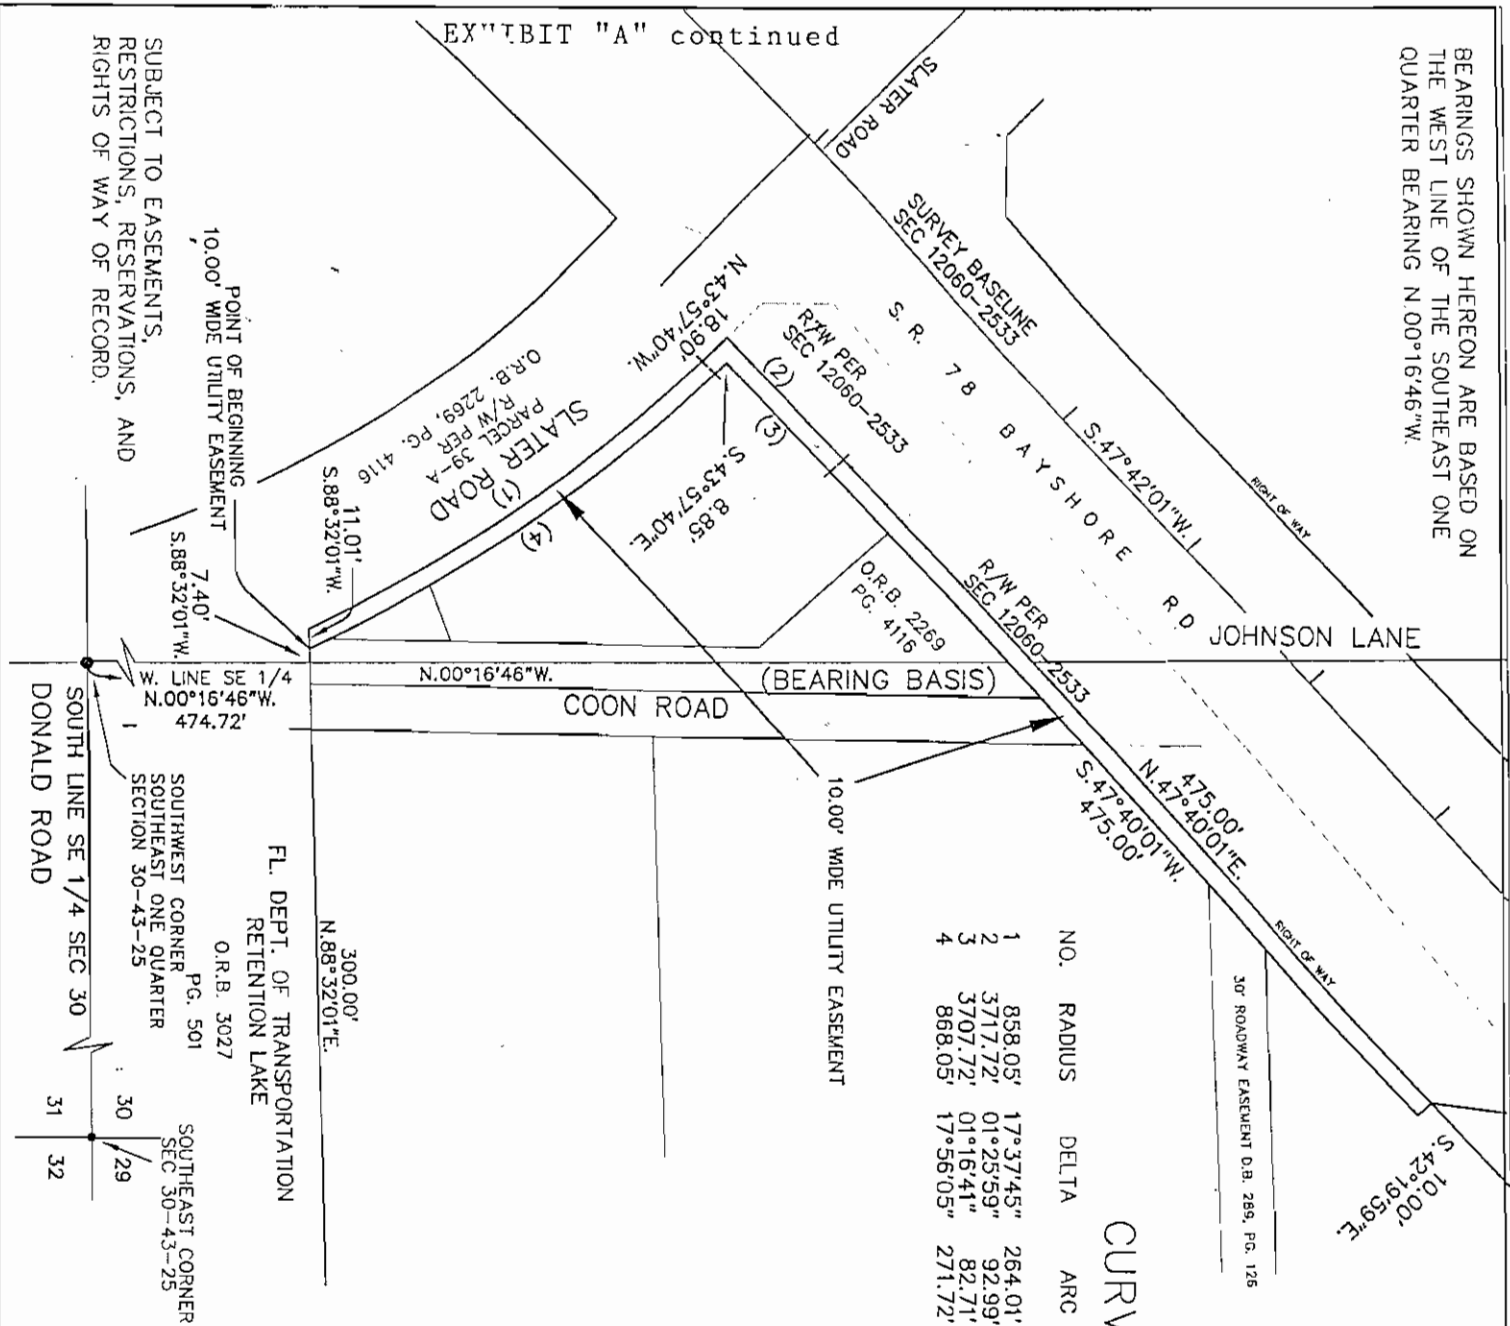 EX"IBIT "A" continued
BEARINGS SHOWN HEREON ARE BASED ON
THE WEST LINE OF THE SOUTHEAST ONE
QUARTER BEARING N.00°16'46"W.
SUBJECT TO EASEMENTS,
RESTRICTIONS, RESERVATIONS, AND
RIGHTS OF WAY OF RECORD.
SLATER ROAD
SURVEY BASELINE
SEC 12060-2533
S. R. 78 BAYSHORE RD
S.47°42'01"W.
RIGHT OF WAY
R/W PER
SEC 12060-2533
N.43°57'40"W.
18.90'
(2)
(3)
S.43°57'40"E.
8.85'
SLATER ROAD
PARCEL 39-A
R/W PER
O.R.B. 2269, PG. 4116
(1)
(4)
POINT OF BEGINNING
10.00' WIDE UTILITY EASEMENT
11.01'
S.88°32'01"W.
7.40'
S.88°32'01"W.
O.R.B. 2269
PG. 4116
R/W PER
SEC 12060-2533
JOHNSON LANE
W. LINE SE 1/4
N.00°16'46"W.
474.72'
N.00°16'46"W.
(BEARING BASIS)
COON ROAD
475.00'
N.47°40'01"E.
S.47°40'01"W.
475.00'
RIGHT OF WAY
10.00' WIDE UTILITY EASEMENT
30' ROADWAY EASEMENT D.B. 289, PG. 126
10.00'
S.42°19'59"E.
SOUTH LINE SE 1/4 SEC 30
DONALD ROAD
SOUTHWEST CORNER
SOUTHEAST ONE QUARTER
SECTION 30-43-25
300.00'
N.88°32'01"E.
FL. DEPT. OF TRANSPORTATION
RETENTION LAKE
O.R.B. 3027
PG. 501
SOUTHEAST CORNER
SEC 30-43-25
30
29
31
32
CURV
NO. RADIUS DELTA ARC
1 858.05' 17°37'45" 264.01'
2 3717.72' 01°25'59" 92.99'
3 3707.72' 01°16'41" 82.71'
4 868.05' 17°56'05" 271.72'